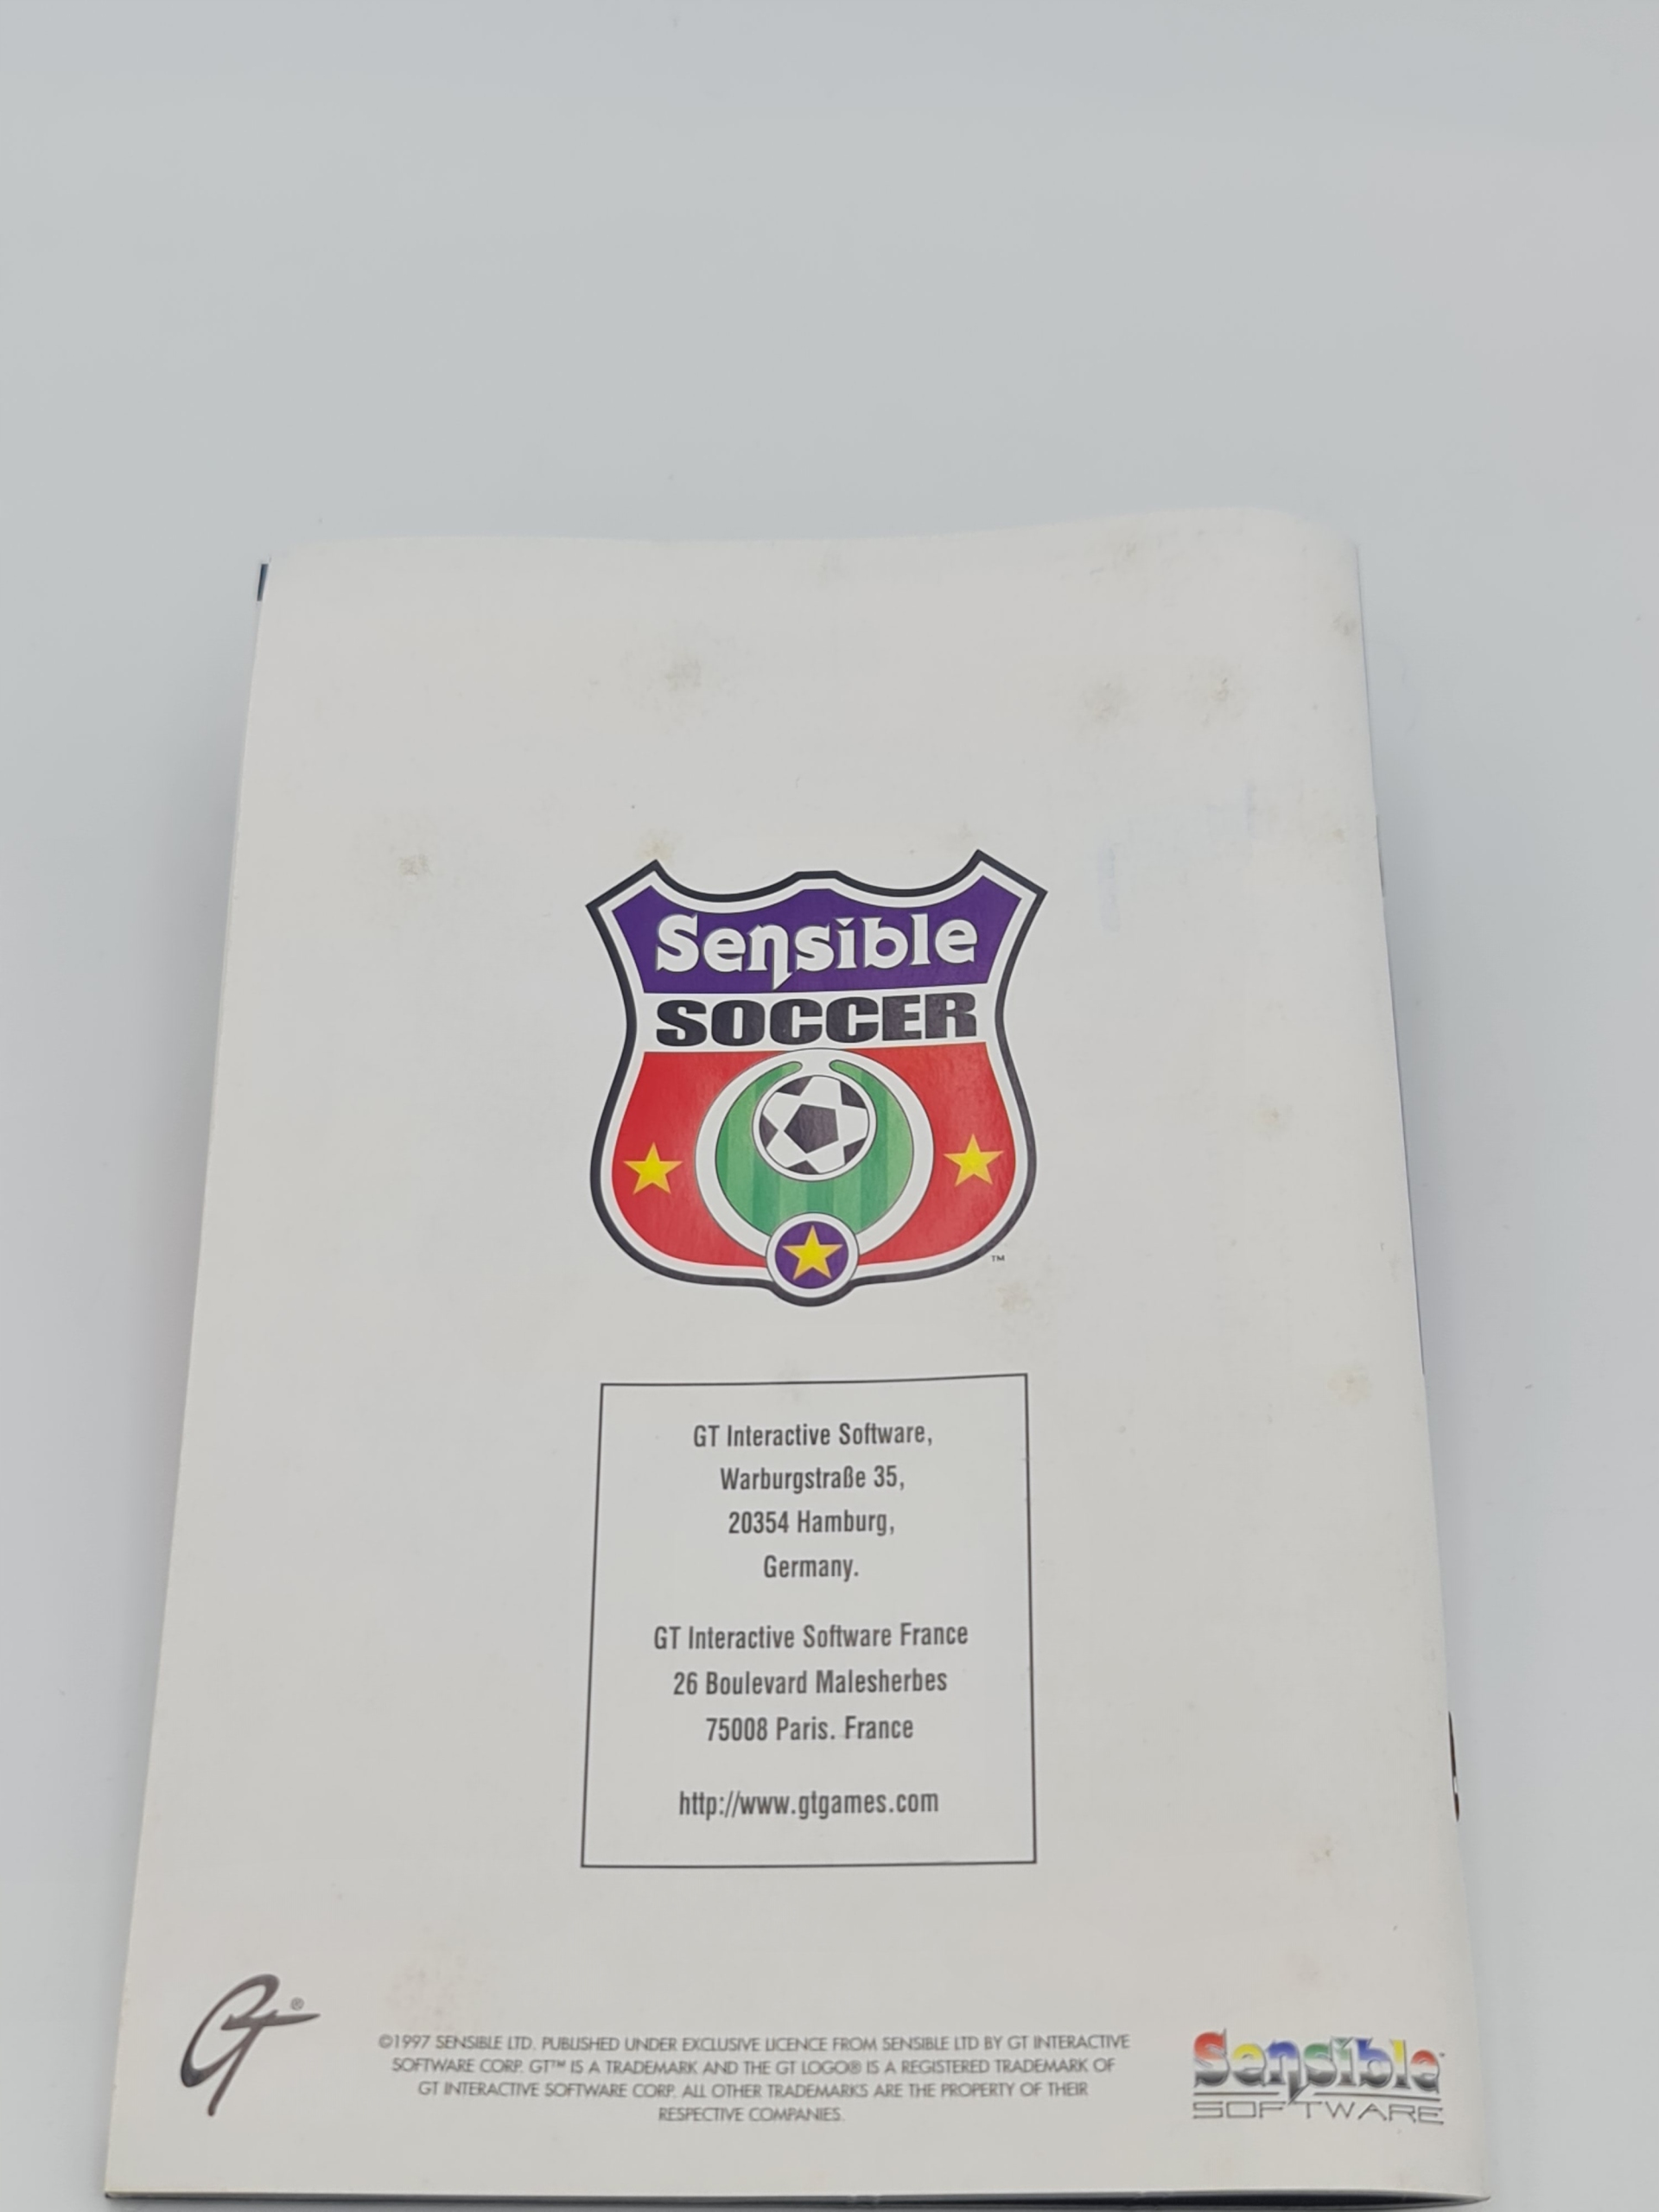 Sensible
SOCCER
™
GT Interactive Software,
Warburgstraße 35,
20354 Hamburg,
Germany.
GT Interactive Software France
26 Boulevard Malesherbes
75008 Paris. France
http://www.gtgames.com
GT®
©1997 SENSIBLE LTD. PUBLISHED UNDER EXCLUSIVE LICENCE FROM SENSIBLE LTD BY GT INTERACTIVE
SOFTWARE CORP. GT™ IS A TRADEMARK AND THE GT LOGO® IS A REGISTERED TRADEMARK OF
GT INTERACTIVE SOFTWARE CORP. ALL OTHER TRADEMARKS ARE THE PROPERTY OF THEIR
RESPECTIVE COMPANIES.
Sensible™
SOFTWARE